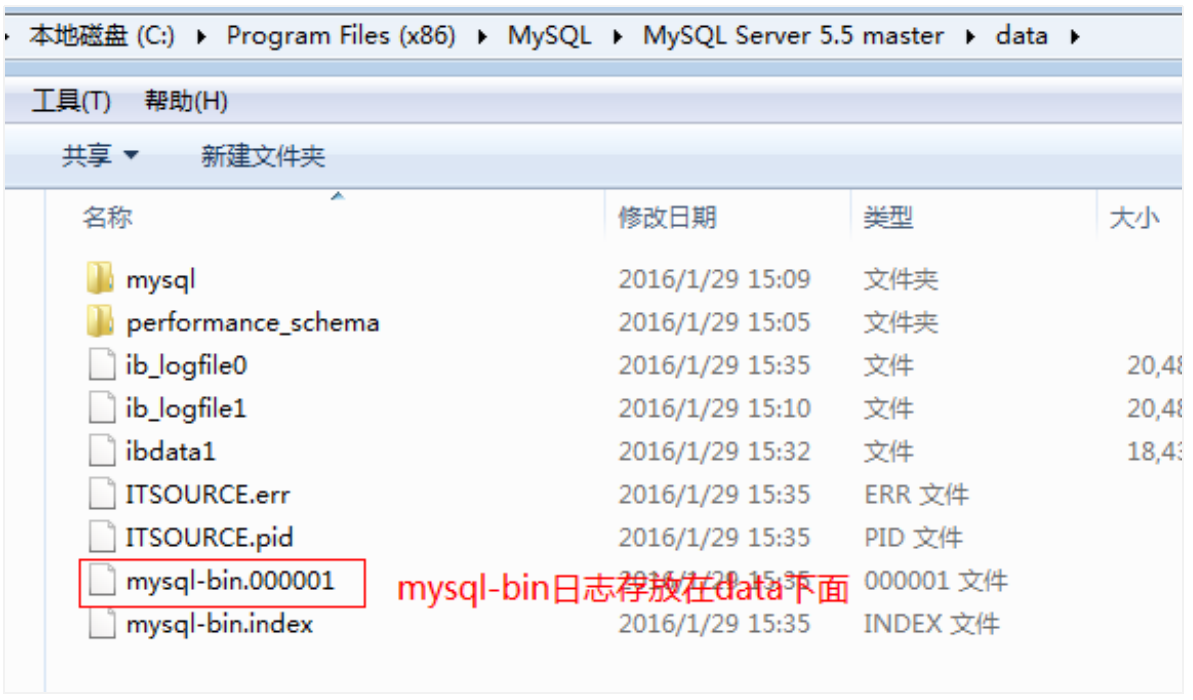 本地磁盘 (C:) ▸ Program Files (x86) ▸ MySQL ▸ MySQL Server 5.5 master ▸ data ▸
工具(T) 帮助(H)
共享 ▼ 新建文件夹
名称 修改日期 类型 大小
mysql 2016/1/29 15:09 文件夹
performance_schema 2016/1/29 15:05 文件夹
ib_logfile0 2016/1/29 15:35 文件 20,48
ib_logfile1 2016/1/29 15:10 文件 20,48
ibdata1 2016/1/29 15:32 文件 18,43
ITSOURCE.err 2016/1/29 15:35 ERR 文件
ITSOURCE.pid 2016/1/29 15:35 PID 文件
mysql-bin.000001 mysql-bin日志存放在data下面 2016/1/29 15:35 000001 文件
mysql-bin.index 2016/1/29 15:35 INDEX 文件